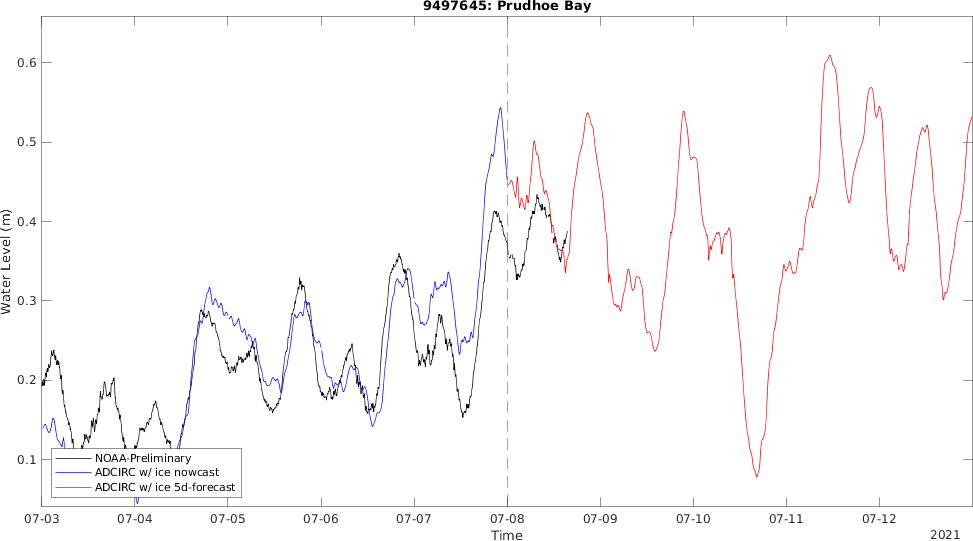 9497645: Prudhoe Bay
Water Level (m)
0.6
0.5
0.4
0.3
0.2
0.1
NOAA-Preliminary
ADCIRC w/ ice nowcast
ADCIRC w/ ice 5d-forecast
07-03 07-04 07-05 07-06 07-07 07-08 07-09 07-10 07-11 07-12
Time
2021